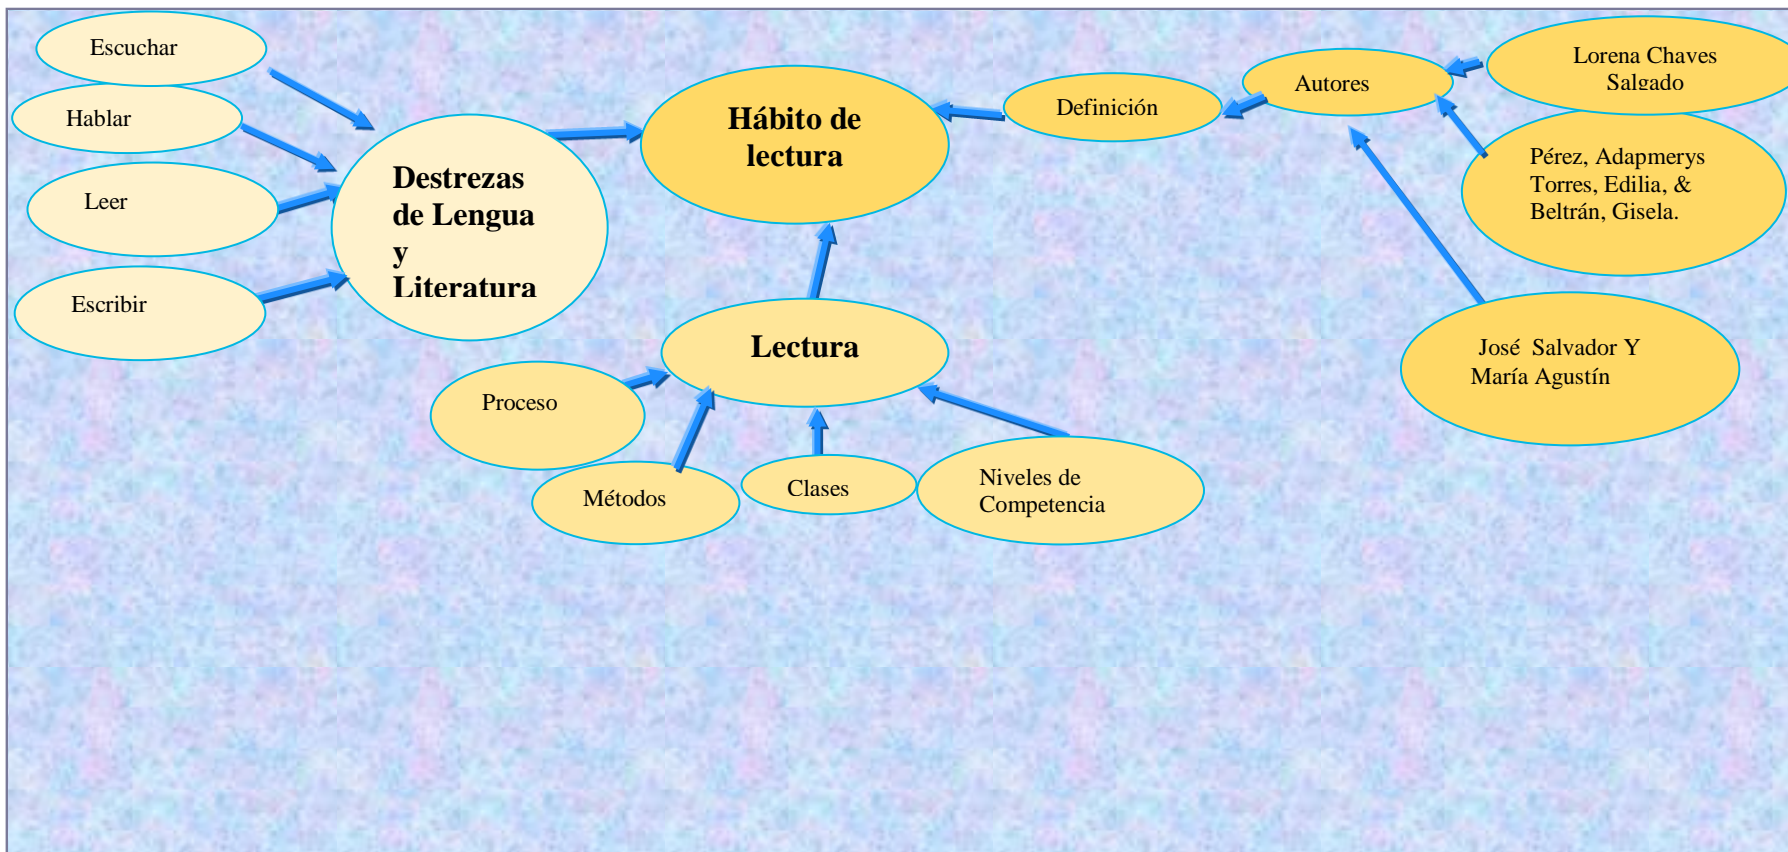 Escuchar
Hablar
Leer
Escribir
Destrezas
de Lengua
y
Literatura
Hábito de
lectura
Definición
Autores
Lorena Chaves
Salgado
Pérez, Adapmerys
Torres, Edilia, &
Beltrán, Gisela.
José Salvador Y
María Agustín
Lectura
Proceso
Métodos
Clases
Niveles de
Competencia